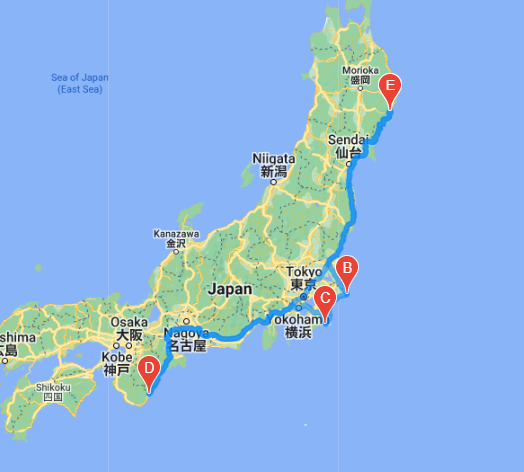 Sea of Japan
(East Sea)
Morioka
盛岡
E
Sendai
仙台
Niigata
新潟
Kanazawa
金沢
Tokyo
東京
B
C
Japan
okohama
横浜
Nagoya
名古屋
Osaka
大阪
Kobe
神戸
D
shima
広島
Shikoku
四国